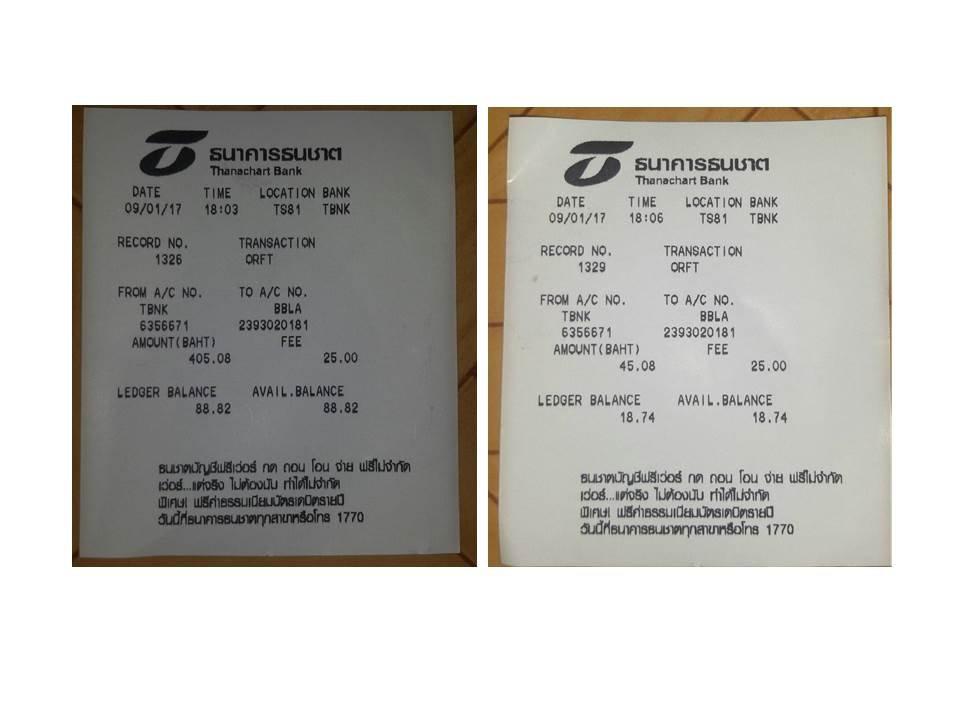 ธนาคารธนชาต
Thanachart Bank
DATE TIME LOCATION BANK
09/01/17 18:03 TS81 TBNK
RECORD NO. TRANSACTION
1326 ORFT
FROM A/C NO. TO A/C NO.
TBNK BBLA
6356671 2393020181
AMOUNT(BAHT) FEE
405.08 25.00
LEDGER BALANCE AVAIL.BALANCE
88.82 88.82
ธนชาตบัญชีฟรีเว่อร์ กด ถอน โอน จ่าย ฟรีไม่จำกัด
เว่อร์...แต่จริง ไม่ต้องนับ ทำได้ไม่จำกัด
พิเศษ! ฟรีค่าธรรมเนียมบัตรเดบิตรายปี
วันนี้ที่ธนาคารธนชาตทุกสาขาหรือโทร 1770
ธนาคารธนชาต
Thanachart Bank
DATE TIME LOCATION BANK
09/01/17 18:06 TS81 TBNK
RECORD NO. TRANSACTION
1329 ORFT
FROM A/C NO. TO A/C NO.
TBNK BBLA
6356671 2393020181
AMOUNT(BAHT) FEE
45.08 25.00
LEDGER BALANCE AVAIL.BALANCE
18.74 18.74
ธนชาตบัญชีฟรีเว่อร์ กด ถอน โอน จ่าย ฟรีไม่จำกัด
เว่อร์...แต่จริง ไม่ต้องนับ ทำได้ไม่จำกัด
พิเศษ! ฟรีค่าธรรมเนียมบัตรเดบิตรายปี
วันนี้ที่ธนาคารธนชาตทุกสาขาหรือโทร 1770